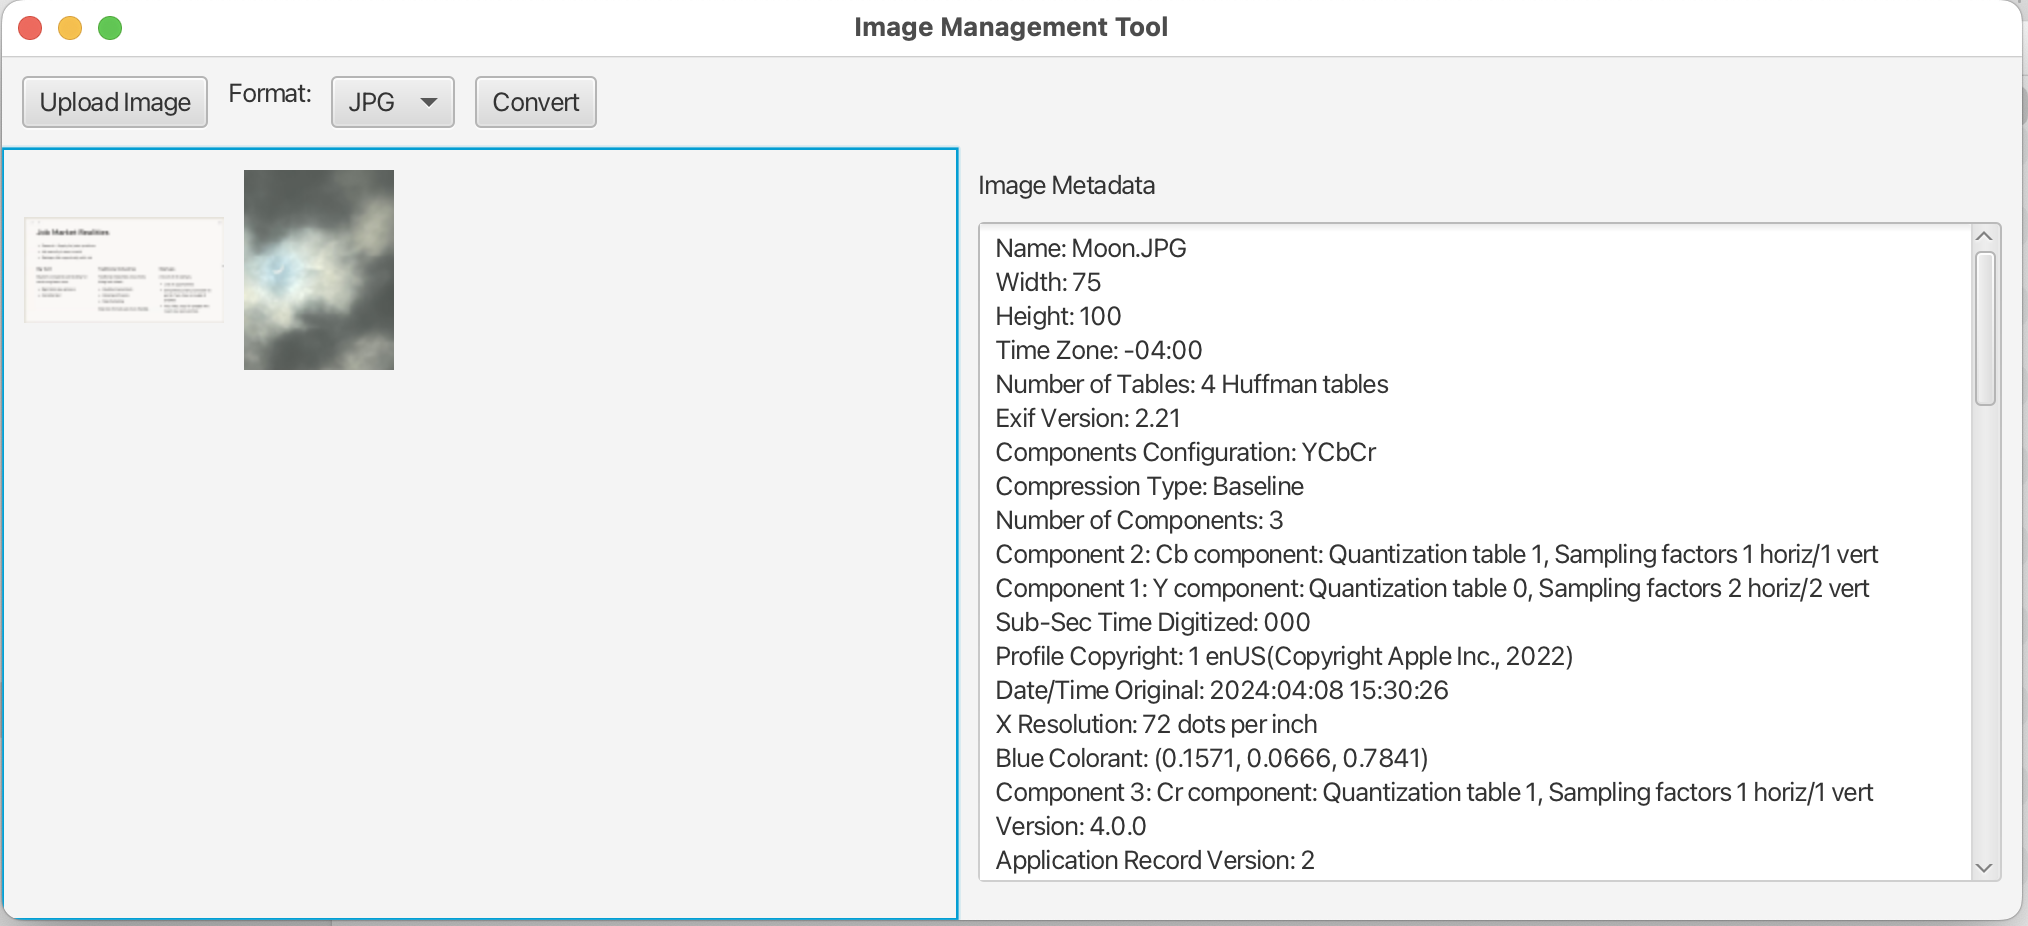 Image Management Tool
Upload Image
Format:
JPG
Convert
Job Market Realities
Image Metadata
Name: Moon.JPG
Width: 75
Height: 100
Time Zone: -04:00
Number of Tables: 4 Huffman tables
Exif Version: 2.21
Components Configuration: YCbCr
Compression Type: Baseline
Number of Components: 3
Component 2: Cb component: Quantization table 1, Sampling factors 1 horiz/1 vert
Component 1: Y component: Quantization table 0, Sampling factors 2 horiz/2 vert
Sub-Sec Time Digitized: 000
Profile Copyright: 1 enUS(Copyright Apple Inc., 2022)
Date/Time Original: 2024:04:08 15:30:26
X Resolution: 72 dots per inch
Blue Colorant: (0.1571, 0.0666, 0.7841)
Component 3: Cr component: Quantization table 1, Sampling factors 1 horiz/1 vert
Version: 4.0.0
Application Record Version: 2